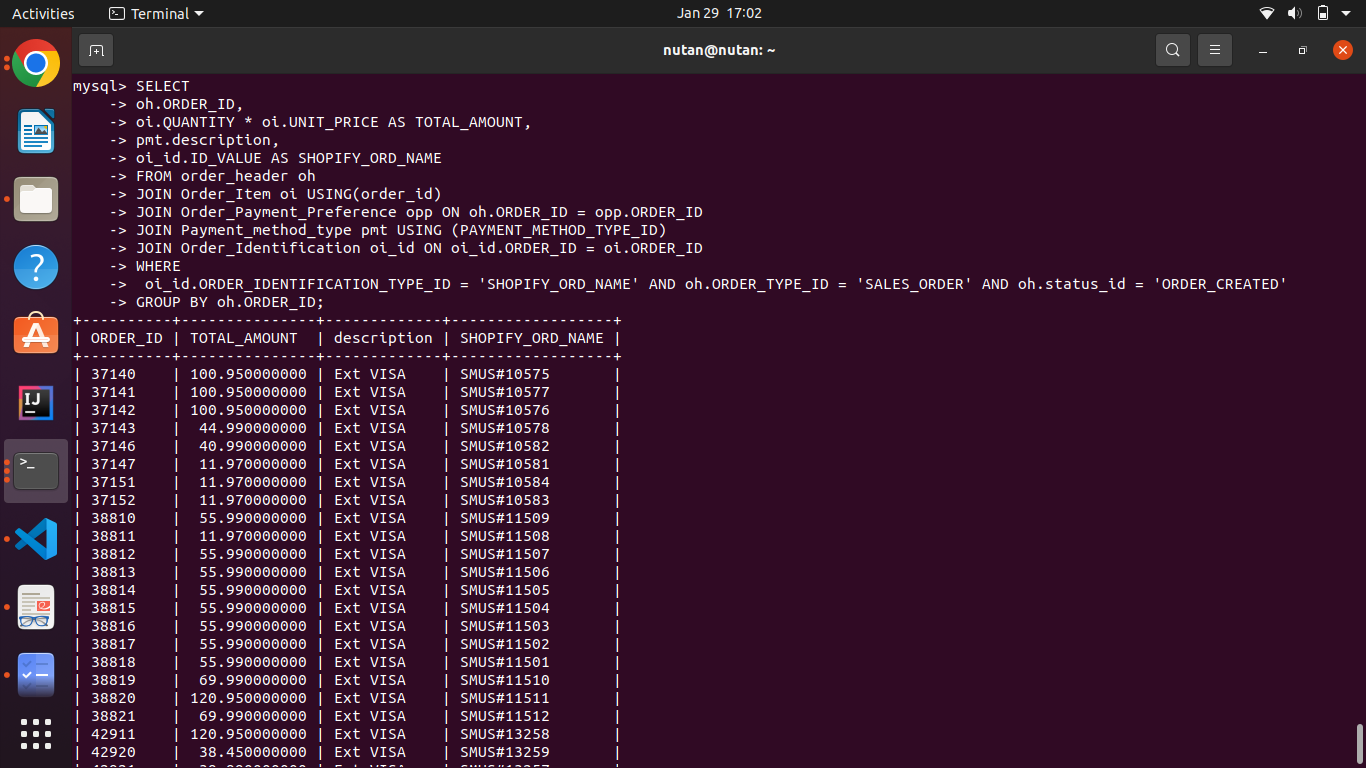 Activities Terminal Jan 29 17:02
nutan@nutan: ~
mysql> SELECT
-> oh.ORDER_ID,
-> oi.QUANTITY * oi.UNIT_PRICE AS TOTAL_AMOUNT,
-> pmt.description,
-> oi_id.ID_VALUE AS SHOPIFY_ORD_NAME
-> FROM order_header oh
-> JOIN Order_Item oi USING(order_id)
-> JOIN Order_Payment_Preference opp ON oh.ORDER_ID = opp.ORDER_ID
-> JOIN Payment_method_type pmt USING (PAYMENT_METHOD_TYPE_ID)
-> JOIN Order_Identification oi_id ON oi_id.ORDER_ID = oi.ORDER_ID
-> WHERE
->  oi_id.ORDER_IDENTIFICATION_TYPE_ID = 'SHOPIFY_ORD_NAME' AND oh.ORDER_TYPE_ID = 'SALES_ORDER' AND oh.status_id = 'ORDER_CREATED'
-> GROUP BY oh.ORDER_ID;
+----------+---------------+-------------+------------------+
| ORDER_ID | TOTAL_AMOUNT  | description | SHOPIFY_ORD_NAME |
+----------+---------------+-------------+------------------+
| 37140    | 100.950000000 | Ext VISA    | SMUS#10575       |
| 37141    | 100.950000000 | Ext VISA    | SMUS#10577       |
| 37142    | 100.950000000 | Ext VISA    | SMUS#10576       |
| 37143    |  44.990000000 | Ext VISA    | SMUS#10578       |
| 37146    |  40.990000000 | Ext VISA    | SMUS#10582       |
| 37147    |  11.970000000 | Ext VISA    | SMUS#10581       |
| 37151    |  11.970000000 | Ext VISA    | SMUS#10584       |
| 37152    |  11.970000000 | Ext VISA    | SMUS#10583       |
| 38810    |  55.990000000 | Ext VISA    | SMUS#11509       |
| 38811    |  11.970000000 | Ext VISA    | SMUS#11508       |
| 38812    |  55.990000000 | Ext VISA    | SMUS#11507       |
| 38813    |  55.990000000 | Ext VISA    | SMUS#11506       |
| 38814    |  55.990000000 | Ext VISA    | SMUS#11505       |
| 38815    |  55.990000000 | Ext VISA    | SMUS#11504       |
| 38816    |  55.990000000 | Ext VISA    | SMUS#11503       |
| 38817    |  55.990000000 | Ext VISA    | SMUS#11502       |
| 38818    |  55.990000000 | Ext VISA    | SMUS#11501       |
| 38819    |  69.990000000 | Ext VISA    | SMUS#11510       |
| 38820    | 120.950000000 | Ext VISA    | SMUS#11511       |
| 38821    |  69.990000000 | Ext VISA    | SMUS#11512       |
| 42911    | 120.950000000 | Ext VISA    | SMUS#13258       |
| 42920    |  38.450000000 | Ext VISA    | SMUS#13259       |